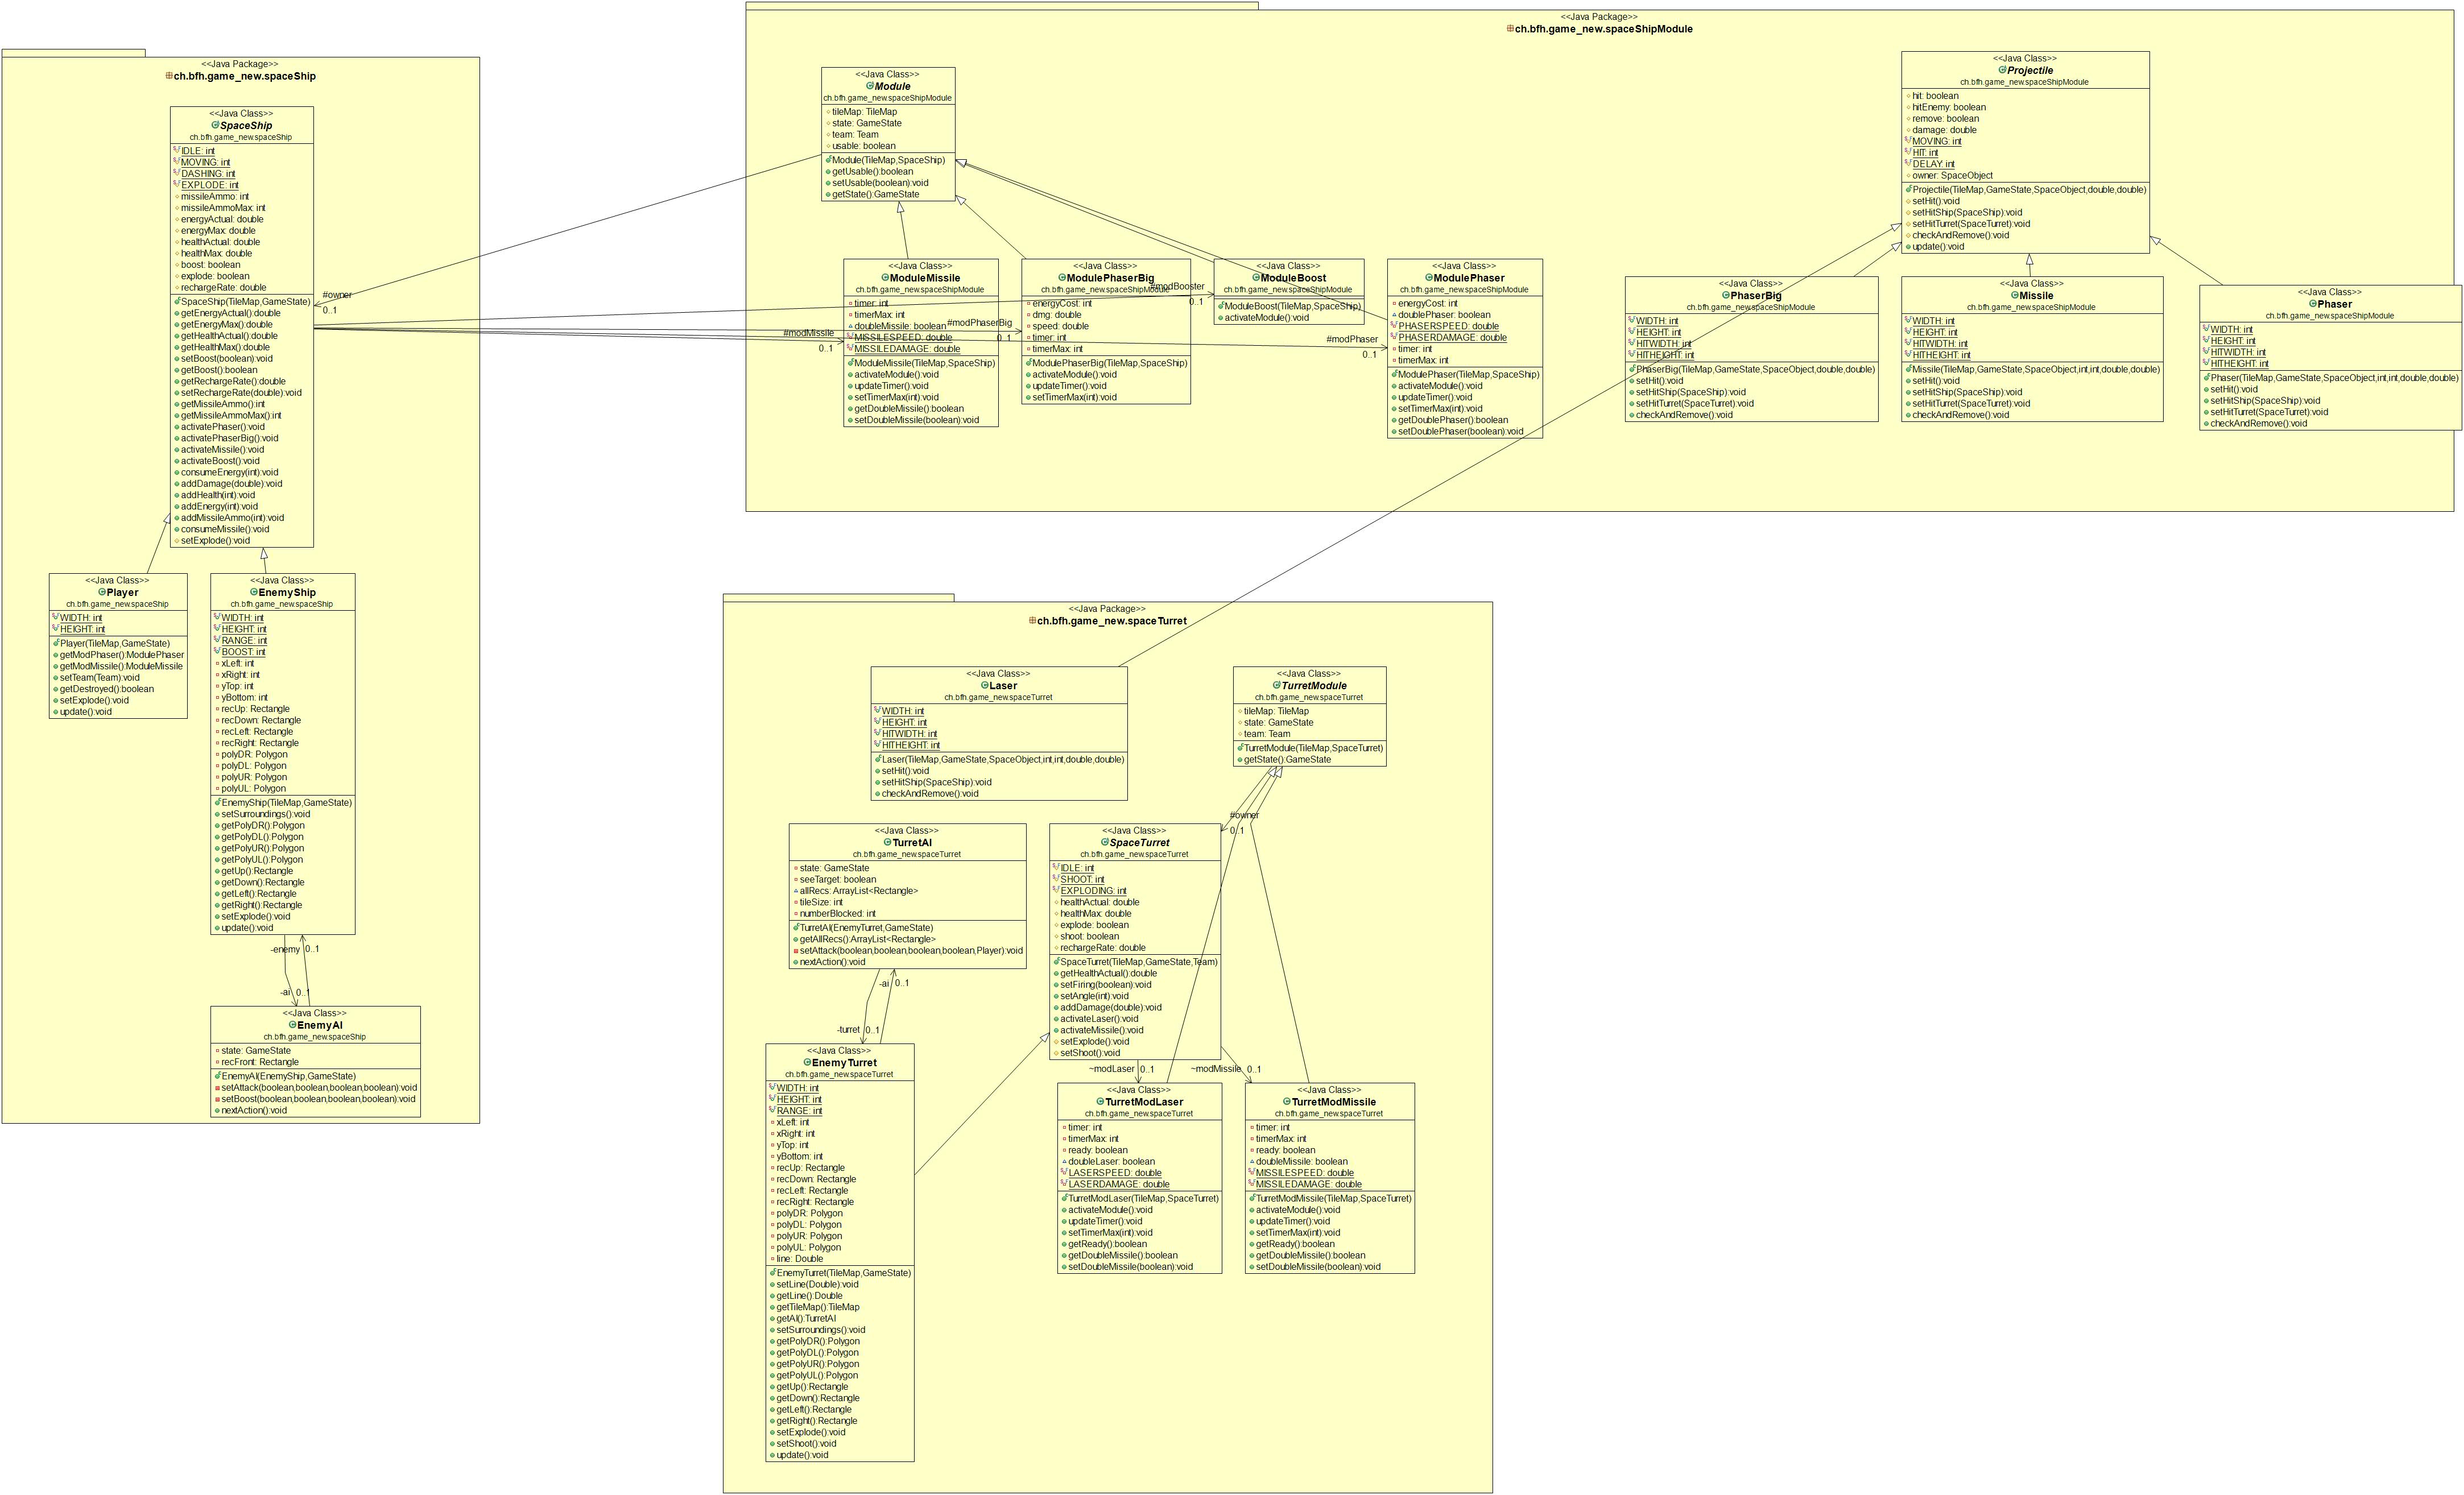 <<Java Package>>
ch.bfh.game_new.spaceShip
<<Java Class>>
SpaceShip
ch.bfh.game_new.spaceShip
IDLE: int
MOVING: int
DASHING: int
EXPLODE: int
missileAmmo: int
missileAmmoMax: int
energyActual: double
energyMax: double
healthActual: double
healthMax: double
boost: boolean
explode: boolean
rechargeRate: double
SpaceShip(TileMap,GameState)
getEnergyActual():double
getEnergyMax():double
getHealthActual():double
getHealthMax():double
setBoost(boolean):void
getBoost():boolean
getRechargeRate():double
setRechargeRate(double):void
getMissileAmmo():int
getMissileAmmoMax():int
activatePhaser():void
activatePhaserBig():void
activateMissile():void
activateBoost():void
consumeEnergy(int):void
addDamage(double):void
addHealth(int):void
addEnergy(int):void
addMissileAmmo(int):void
consumeMissile():void
setExplode():void
#owner
0..1
<<Java Class>>
Player
ch.bfh.game_new.spaceShip
WIDTH: int
HEIGHT: int
Player(TileMap,GameState)
getModPhaser():ModulePhaser
getModMissile():ModuleMissile
setTeam(Team):void
getDestroyed():boolean
setExplode():void
update():void
<<Java Class>>
EnemyShip
ch.bfh.game_new.spaceShip
WIDTH: int
HEIGHT: int
RANGE: int
BOOST: int
xLeft: int
xRight: int
yTop: int
yBottom: int
recUp: Rectangle
recDown: Rectangle
recLeft: Rectangle
recRight: Rectangle
polyDR: Polygon
polyDL: Polygon
polyUR: Polygon
polyUL: Polygon
EnemyShip(TileMap,GameState)
setSurroundings():void
getPolyDR():Polygon
getPolyDL():Polygon
getPolyUR():Polygon
getPolyUL():Polygon
getUp():Rectangle
getDown():Rectangle
getLeft():Rectangle
getRight():Rectangle
setExplode():void
update():void
-enemy 0..1
-ai 0..1
<<Java Class>>
EnemyAI
ch.bfh.game_new.spaceShip
state: GameState
recFront: Rectangle
EnemyAI(EnemyShip,GameState)
setAttack(boolean,boolean,boolean,boolean):void
setBoost(boolean,boolean,boolean,boolean):void
nextAction():void
<<Java Package>>
ch.bfh.game_new.spaceShipModule
<<Java Class>>
Module
ch.bfh.game_new.spaceShipModule
tileMap: TileMap
state: GameState
team: Team
usable: boolean
Module(TileMap,SpaceShip)
getUsable():boolean
setUsable(boolean):void
getState():GameState
<<Java Class>>
ModuleMissile
ch.bfh.game_new.spaceShipModule
timer: int
timerMax: int
doubleMissile: boolean
MISSILESPEED: double
MISSILEDAMAGE: double
ModuleMissile(TileMap,SpaceShip)
activateModule():void
updateTimer():void
setTimerMax(int):void
getDoubleMissile():boolean
setDoubleMissile(boolean):void
#modMissile
0..1
<<Java Class>>
ModulePhaserBig
ch.bfh.game_new.spaceShipModule
energyCost: int
dmg: double
speed: double
timer: int
timerMax: int
ModulePhaserBig(TileMap,SpaceShip)
activateModule():void
updateTimer():void
setTimerMax(int):void
#modPhaserBig
0..1
<<Java Class>>
ModuleBoost
ch.bfh.game_new.spaceShipModule
ModuleBoost(TileMap,SpaceShip)
activateModule():void
#modBooster
0..1
<<Java Class>>
ModulePhaser
ch.bfh.game_new.spaceShipModule
energyCost: int
doublePhaser: boolean
PHASERSPEED: double
PHASERDAMAGE: double
timer: int
timerMax: int
ModulePhaser(TileMap,SpaceShip)
activateModule():void
updateTimer():void
setTimerMax(int):void
getDoublePhaser():boolean
setDoublePhaser(boolean):void
#modPhaser
0..1
<<Java Class>>
Projectile
ch.bfh.game_new.spaceShipModule
hit: boolean
hitEnemy: boolean
remove: boolean
damage: double
MOVING: int
HIT: int
DELAY: int
owner: SpaceObject
Projectile(TileMap,GameState,SpaceObject,double,double)
setHit():void
setHitShip(SpaceShip):void
setHitTurret(SpaceTurret):void
checkAndRemove():void
update():void
<<Java Class>>
PhaserBig
ch.bfh.game_new.spaceShipModule
WIDTH: int
HEIGHT: int
HITWIDTH: int
HITHEIGHT: int
PhaserBig(TileMap,GameState,SpaceObject,double,double)
setHit():void
setHitShip(SpaceShip):void
setHitTurret(SpaceTurret):void
checkAndRemove():void
<<Java Class>>
Missile
ch.bfh.game_new.spaceShipModule
WIDTH: int
HEIGHT: int
HITWIDTH: int
HITHEIGHT: int
Missile(TileMap,GameState,SpaceObject,int,int,double,double)
setHit():void
setHitShip(SpaceShip):void
setHitTurret(SpaceTurret):void
checkAndRemove():void
<<Java Class>>
Phaser
ch.bfh.game_new.spaceShipModule
WIDTH: int
HEIGHT: int
HITWIDTH: int
HITHEIGHT: int
Phaser(TileMap,GameState,SpaceObject,int,int,double,double)
setHit():void
setHitShip(SpaceShip):void
setHitTurret(SpaceTurret):void
checkAndRemove():void
<<Java Package>>
ch.bfh.game_new.spaceTurret
<<Java Class>>
Laser
ch.bfh.game_new.spaceTurret
WIDTH: int
HEIGHT: int
HITWIDTH: int
HITHEIGHT: int
Laser(TileMap,GameState,SpaceObject,int,int,double,double)
setHit():void
setHitShip(SpaceShip):void
checkAndRemove():void
<<Java Class>>
TurretModule
ch.bfh.game_new.spaceTurret
tileMap: TileMap
state: GameState
team: Team
TurretModule(TileMap,SpaceTurret)
getState():GameState
#owner
0..1
<<Java Class>>
TurretAI
ch.bfh.game_new.spaceTurret
state: GameState
seeTarget: boolean
allRecs: ArrayList<Rectangle>
tileSize: int
numberBlocked: int
TurretAI(EnemyTurret,GameState)
getAllRecs():ArrayList<Rectangle>
setAttack(boolean,boolean,boolean,boolean,Player):void
nextAction():void
-ai 0..1
-turret 0..1
<<Java Class>>
SpaceTurret
ch.bfh.game_new.spaceTurret
IDLE: int
SHOOT: int
EXPLODING: int
healthActual: double
healthMax: double
explode: boolean
shoot: boolean
rechargeRate: double
SpaceTurret(TileMap,GameState,Team)
getHealthActual():double
setFiring(boolean):void
setAngle(int):void
addDamage(double):void
activateLaser():void
activateMissile():void
setExplode():void
setShoot():void
~modLaser 0..1
~modMissile 0..1
<<Java Class>>
EnemyTurret
ch.bfh.game_new.spaceTurret
WIDTH: int
HEIGHT: int
RANGE: int
xLeft: int
xRight: int
yTop: int
yBottom: int
recUp: Rectangle
recDown: Rectangle
recLeft: Rectangle
recRight: Rectangle
polyDR: Polygon
polyDL: Polygon
polyUR: Polygon
polyUL: Polygon
line: Double
EnemyTurret(TileMap,GameState)
setLine(Double):void
getLine():Double
getTileMap():TileMap
getAI():TurretAI
setSurroundings():void
getPolyDR():Polygon
getPolyDL():Polygon
getPolyUR():Polygon
getPolyUL():Polygon
getUp():Rectangle
getDown():Rectangle
getLeft():Rectangle
getRight():Rectangle
setExplode():void
setShoot():void
update():void
<<Java Class>>
TurretModLaser
ch.bfh.game_new.spaceTurret
timer: int
timerMax: int
ready: boolean
doubleLaser: boolean
LASERSPEED: double
LASERDAMAGE: double
TurretModLaser(TileMap,SpaceTurret)
activateModule():void
updateTimer():void
setTimerMax(int):void
getReady():boolean
getDoubleMissile():boolean
setDoubleMissile(boolean):void
<<Java Class>>
TurretModMissile
ch.bfh.game_new.spaceTurret
timer: int
timerMax: int
ready: boolean
doubleMissile: boolean
MISSILESPEED: double
MISSILEDAMAGE: double
TurretModMissile(TileMap,SpaceTurret)
activateModule():void
updateTimer():void
setTimerMax(int):void
getReady():boolean
getDoubleMissile():boolean
setDoubleMissile(boolean):void